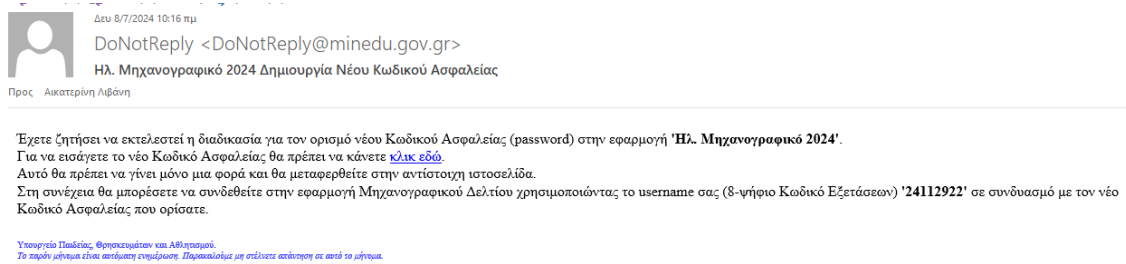 Δευ 8/7/2024 10:16 πμ
DoNotReply <DoNotReply@minedu.gov.gr>
Ηλ. Μηχανογραφικό 2024 Δημιουργία Νέου Κωδικού Ασφαλείας
Προς Αικατερίνη Λιβάνη
Έχετε ζητήσει να εκτελεστεί η διαδικασία για τον ορισμό νέου Κωδικού Ασφαλείας (password) στην εφαρμογή 'Ηλ. Μηχανογραφικό 2024'.
Για να εισάγετε το νέο Κωδικό Ασφαλείας θα πρέπει να κάνετε κλικ εδώ.
Αυτό θα πρέπει να γίνει μόνο μια φορά και θα μεταφερθείτε στην αντίστοιχη ιστοσελίδα.
Στη συνέχεια θα μπορέσετε να συνδεθείτε στην εφαρμογή Μηχανογραφικού Δελτίου χρησιμοποιώντας το username σας (8-ψήφιο Κωδικό Εξετάσεων) '24112922' σε συνδυασμό με τον νέο
Κωδικό Ασφαλείας που ορίσατε.
Υπουργείο Παιδείας, Θρησκευμάτων και Αθλητισμού.
Το παρόν μήνυμα είναι αυτόματη ενημέρωση. Παρακαλούμε μη στέλνετε απάντηση σε αυτό το μήνυμα.